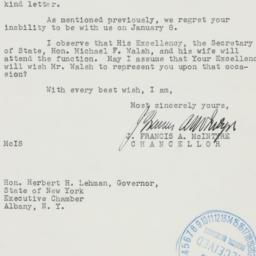 kind letter.
As mentioned previously, we regret your
inability to be with us on January 8.
I observe that His Excellency, the Secretary
of State, Hon. Michael F. Walsh, and his wife will
attend the function. May I assume that Your Excellency
will wish Mr. Walsh to represent you upon that occa-
sion?
With every best wish, I am,
Most sincerely yours,
J. FRANCIS A. McINTYRE
CHANCELLOR
McIS
Hon. Herbert H. Lehman, Governor,
State of New York
Executive Chamber
Albany, N. Y.
RECEIVED